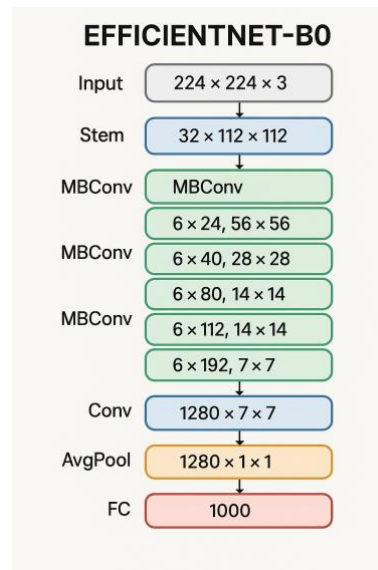 EFFICIENTNET-B0
Input 224 × 224 × 3
Stem 32 × 112 × 112
MBConv MBConv
6 × 24, 56 × 56
MBConv 6 × 40, 28 × 28
6 × 80, 14 × 14
MBConv 6 × 112, 14 × 14
6 × 192, 7 × 7
Conv 1280 × 7 × 7
AvgPool 1280 × 1 × 1
FC 1000